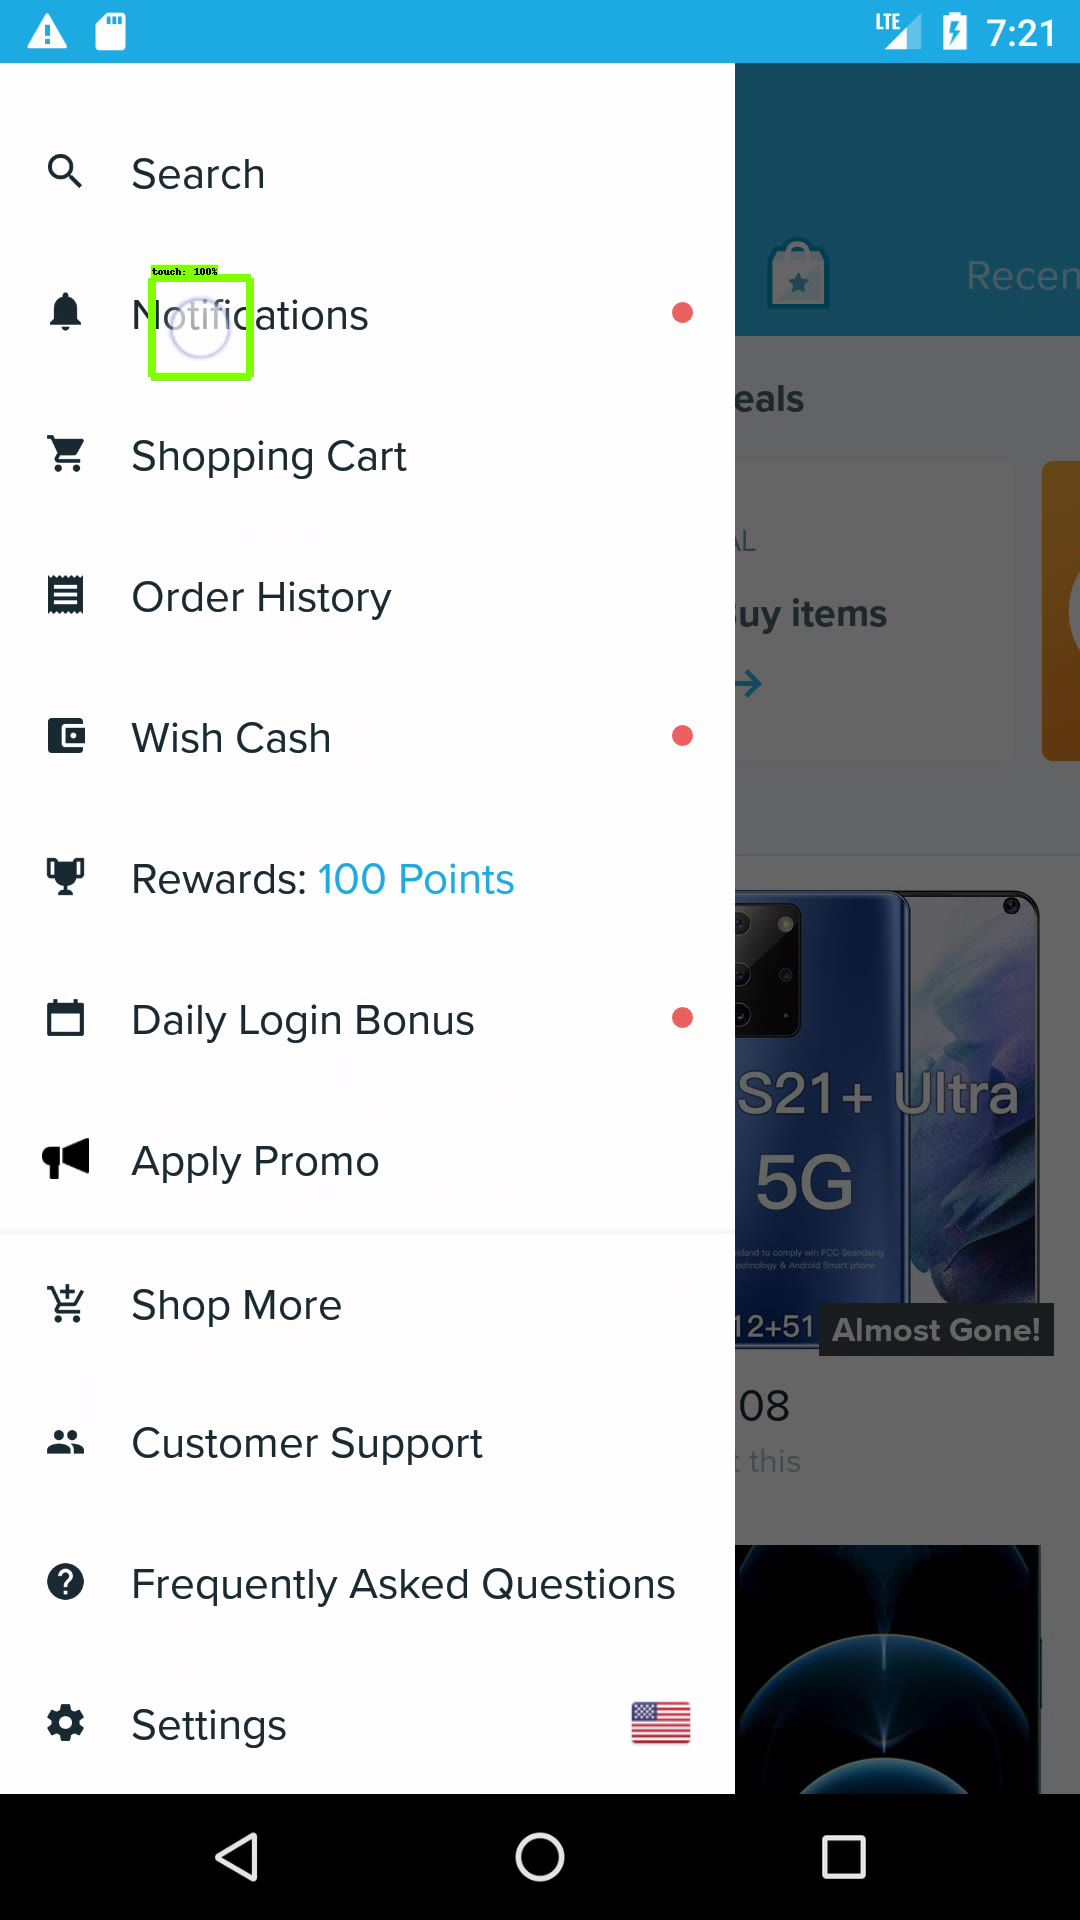 LTE 7:21
Search
touch: 100%
Notifications
Recen
eals
Shopping Cart
AL
Order History
uy items
Wish Cash
Rewards: 100 Points
Daily Login Bonus
S21+ Ultra
5G
Apply Promo
Shop More
12+51
Almost Gone!
08
Customer Support
this
Frequently Asked Questions
Settings